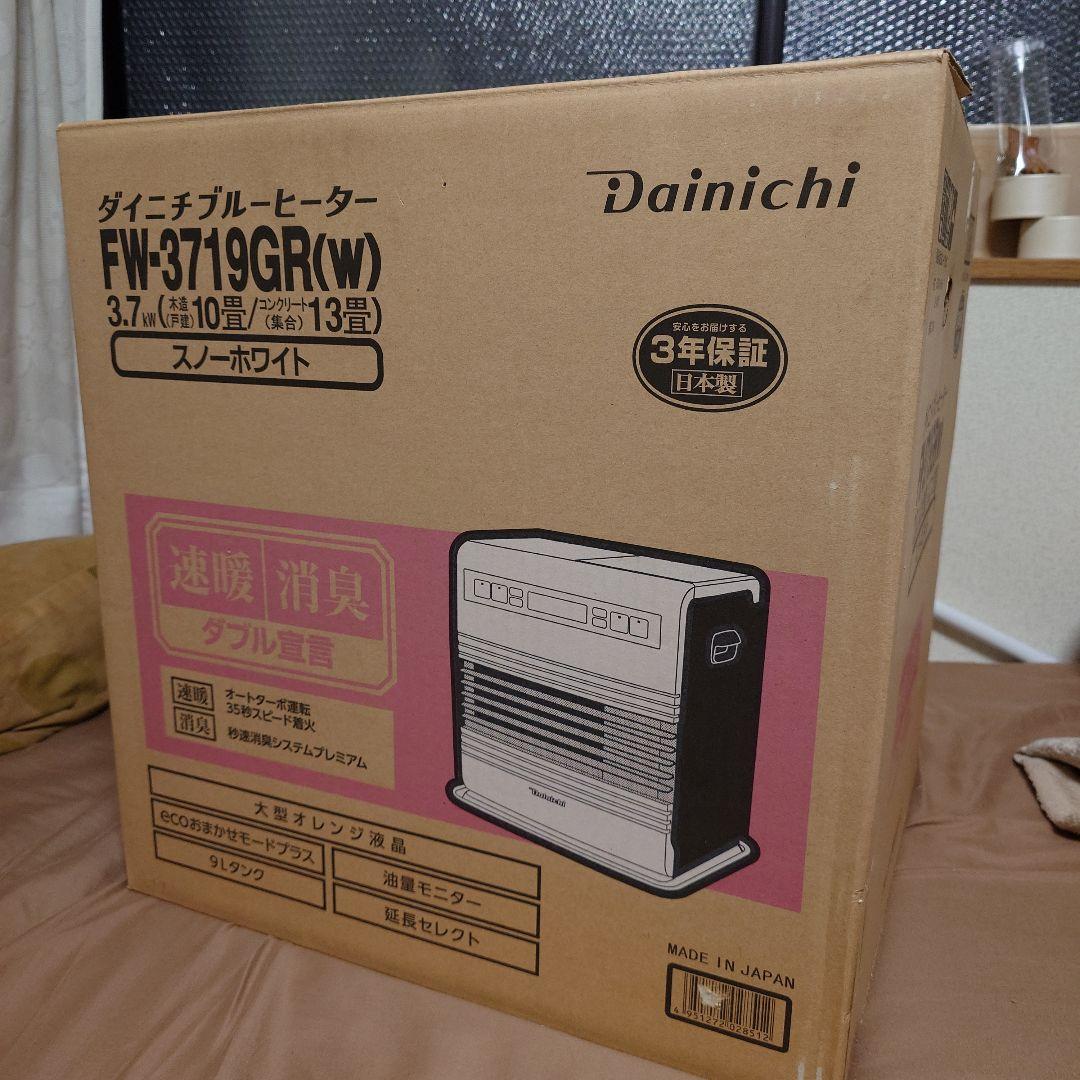 ダイニチブルーヒーター
FW-3719GR(W)
3.7kW(木造(戸建)10畳/コンクリート(集合)13畳)
スノーホワイト
Dainichi
安心をお届けする
3年保証
日本製
速暖 消臭
ダブル宣言
速暖 オートターボ運転
35秒スピード着火
消臭 秒速消臭システムプレミアム
Dainichi
大型オレンジ液晶
ecoおまかせモードプラス
油量モニター
9Lタンク
延長セレクト
MADE IN JAPAN
4951272028512